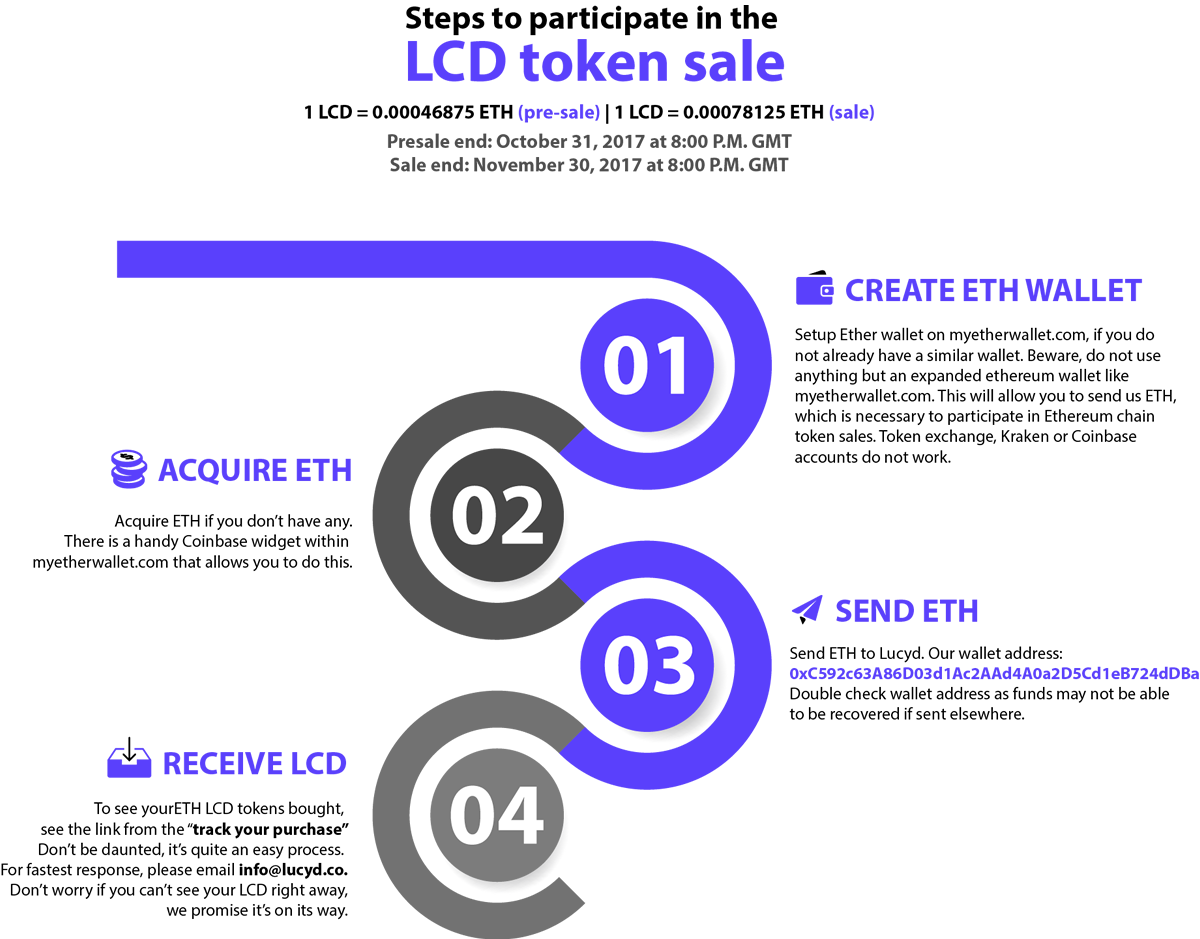 Steps to participate in the
LCD token sale
1 LCD = 0.00046875 ETH (pre-sale) | 1 LCD = 0.00078125 ETH (sale)
Presale end: October 31, 2017 at 8:00 P.M. GMT
Sale end: November 30, 2017 at 8:00 P.M. GMT
01
CREATE ETH WALLET
Setup Ether wallet on myetherwallet.com, if you do
not already have a similar wallet. Beware, do not use
anything but an expanded ethereum wallet like
myetherwallet.com. This will allow you to send us ETH,
which is necessary to participate in Ethereum chain
token sales. Token exchange, Kraken or Coinbase
accounts do not work.
02
ACQUIRE ETH
Acquire ETH if you don’t have any.
There is a handy Coinbase widget within
myetherwallet.com that allows you to do this.
03
SEND ETH
Send ETH to Lucyd. Our wallet address:
0xC592c63A86D03d1Ac2AAd4A0a2D5Cd1eB724dDBa
Double check wallet address as funds may not be able
to be recovered if sent elsewhere.
04
RECEIVE LCD
To see yourETH LCD tokens bought,
see the link from the “track your purchase”
Don’t be daunted, it’s quite an easy process.
For fastest response, please email info@lucyd.co.
Don’t worry if you can’t see your LCD right away,
we promise it’s on its way.